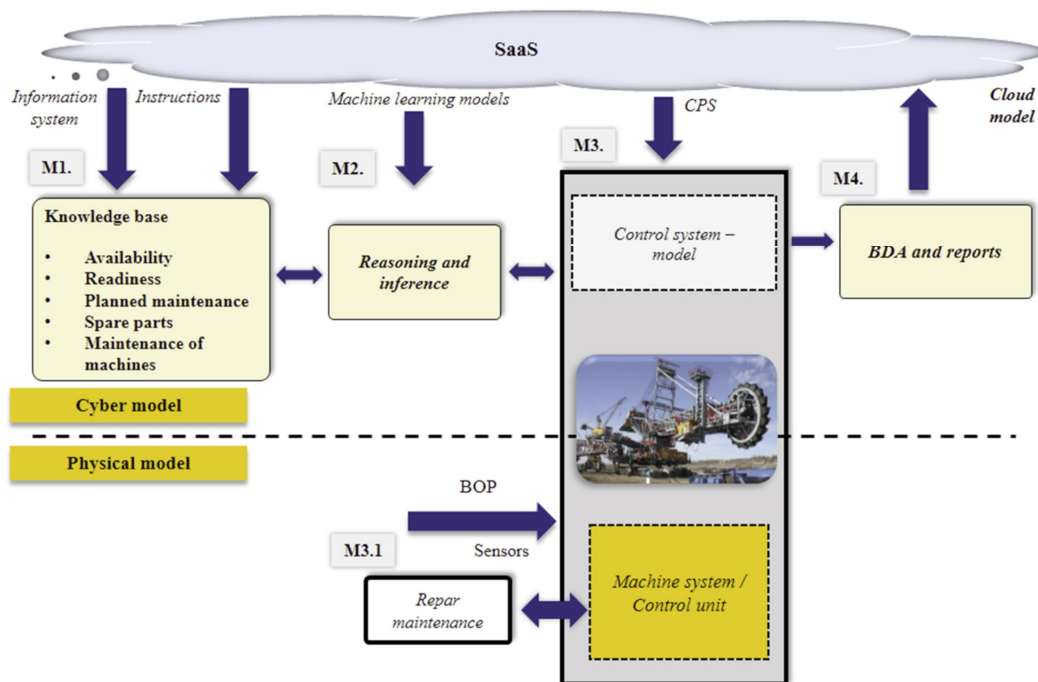 SaaS
Information
system
Instructions
Machine learning models
CPS
Cloud
model
M1.
M2.
M3.
M4.
Knowledge base
• Availability
• Readiness
• Planned maintenance
• Spare parts
• Maintenance of
machines
Reasoning and
inference
Control system –
model
BDA and reports
Cyber model
Physical model
BOP
Sensors
M3.1
Repar
maintenance
Machine system /
Control unit